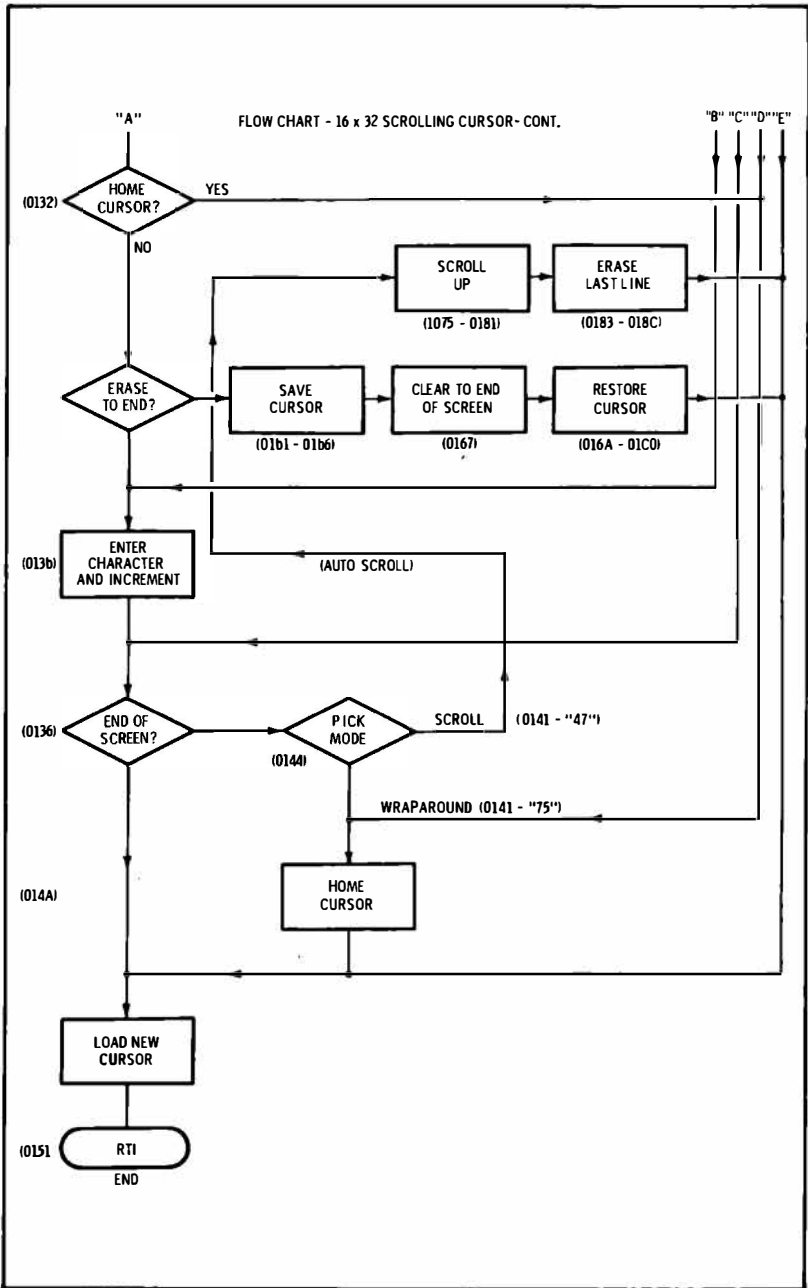 "A"
FLOW CHART - 16 x 32 SCROLLING CURSOR- CONT.
"B" "C" "D" "E"
(0132)
HOME
CURSOR?
YES
NO
SCROLL
UP
(1075 - 0181)
ERASE
LAST LINE
(0183 - 018C)
ERASE
TO END?
SAVE
CURSOR
(01b1 - 01b6)
CLEAR TO END
OF SCREEN
(0167)
RESTORE
CURSOR
(016A - 01C0)
(013b)
ENTER
CHARACTER
AND INCREMENT
(AUTO SCROLL)
(0136)
END OF
SCREEN?
PICK
MODE
(0144)
SCROLL
(0141 - "47")
WRAPAROUND (0141 - "75")
HOME
CURSOR
(014A)
LOAD NEW
CURSOR
(0151
RTI
END